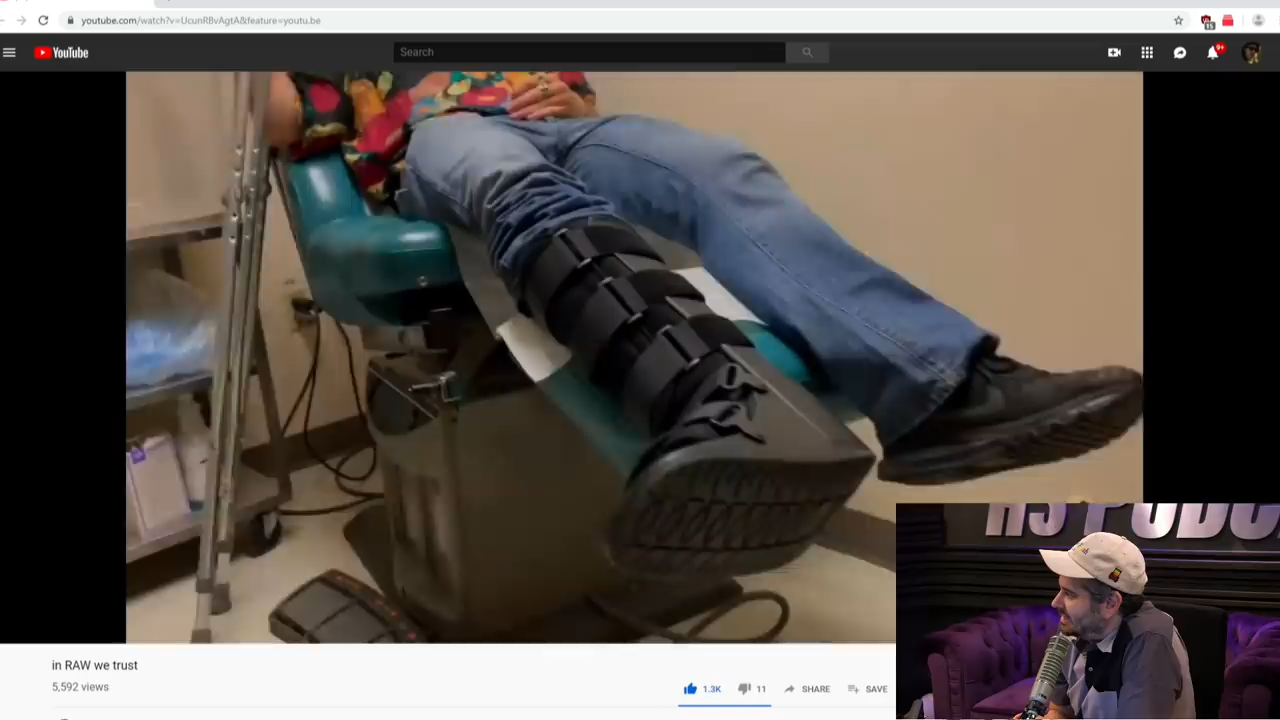 youtube.com/watch?v=UcunRBvAgtA&feature=youtu.be
YouTube
Search
9+
H3 PODC
in RAW we trust
5,592 views
1.3K
11
SHARE
SAVE